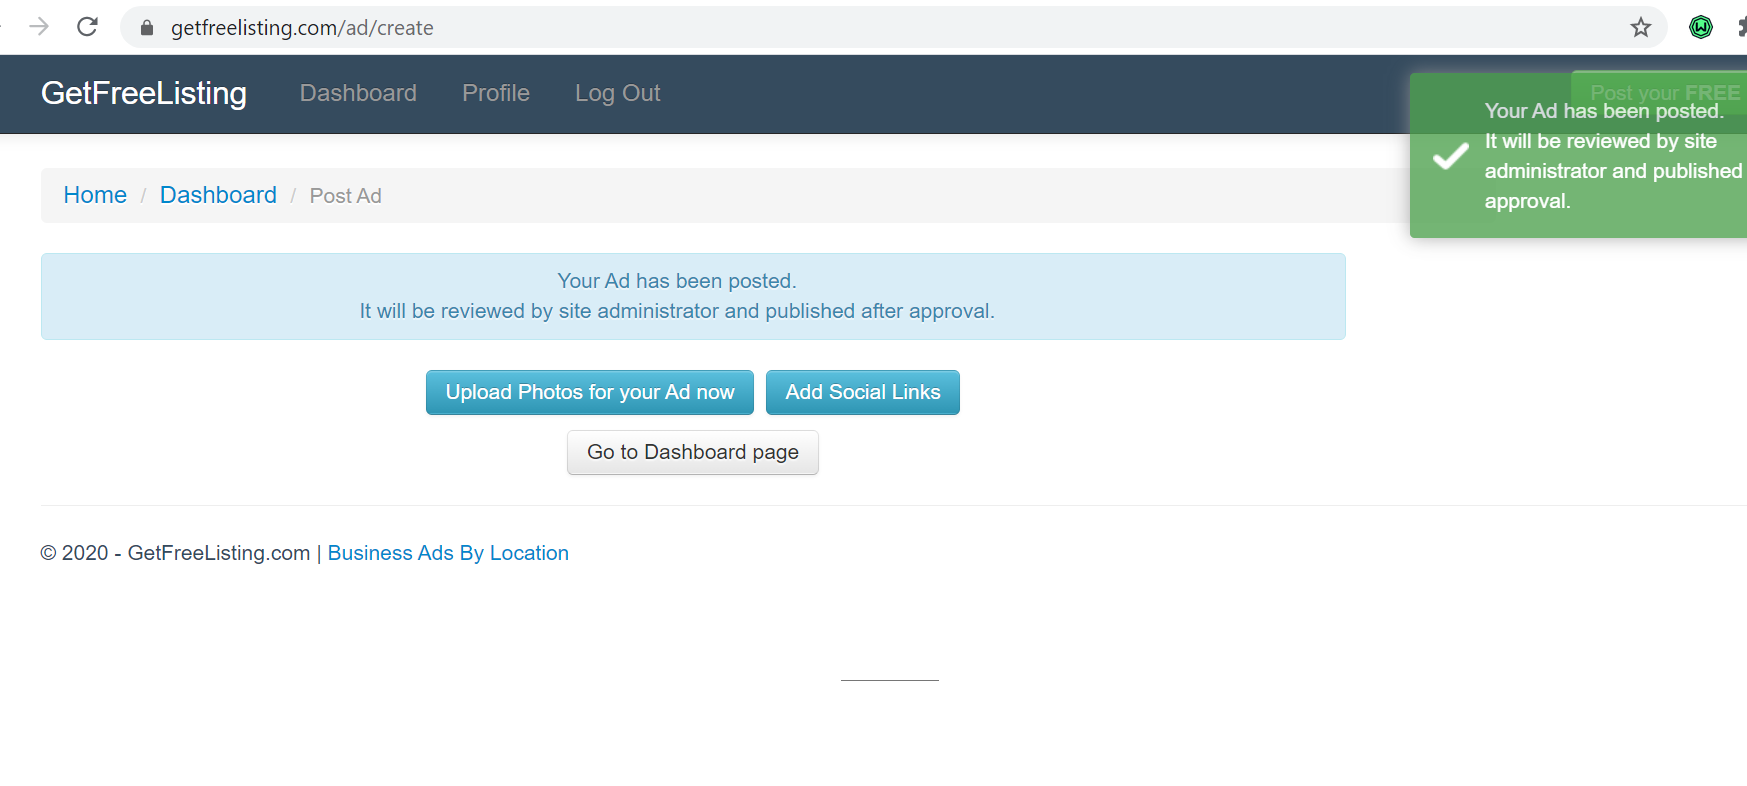 getfreelisting.com/ad/create
GetFreeListing Dashboard Profile Log Out
Post your FREE
Your Ad has been posted.
It will be reviewed by site
administrator and published
approval.
Home / Dashboard / Post Ad
Your Ad has been posted.
It will be reviewed by site administrator and published after approval.
Upload Photos for your Ad now Add Social Links
Go to Dashboard page
© 2020 - GetFreeListing.com | Business Ads By Location